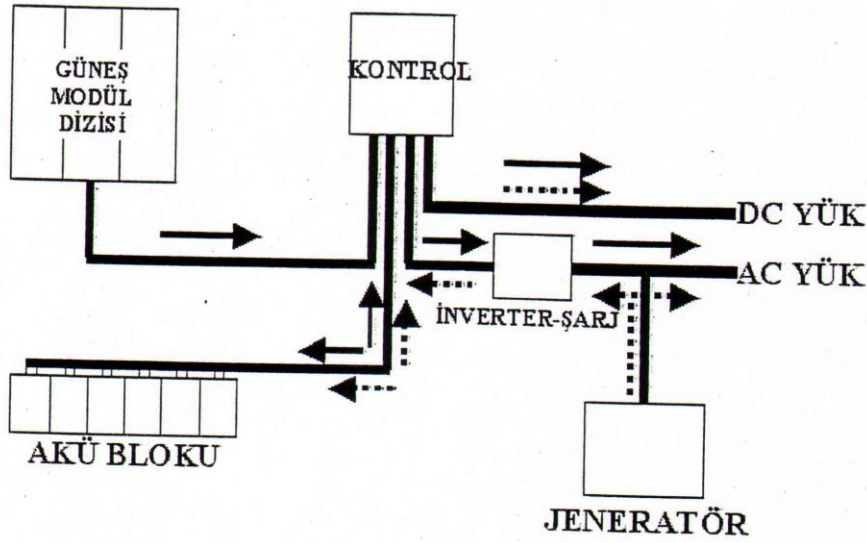 GÜNEŞ
MODÜL
DİZİSİ
KONTROL
DC YÜK
AC YÜK
İNVERTER-ŞARJ
AKÜ BLOKU
JENERATÖR